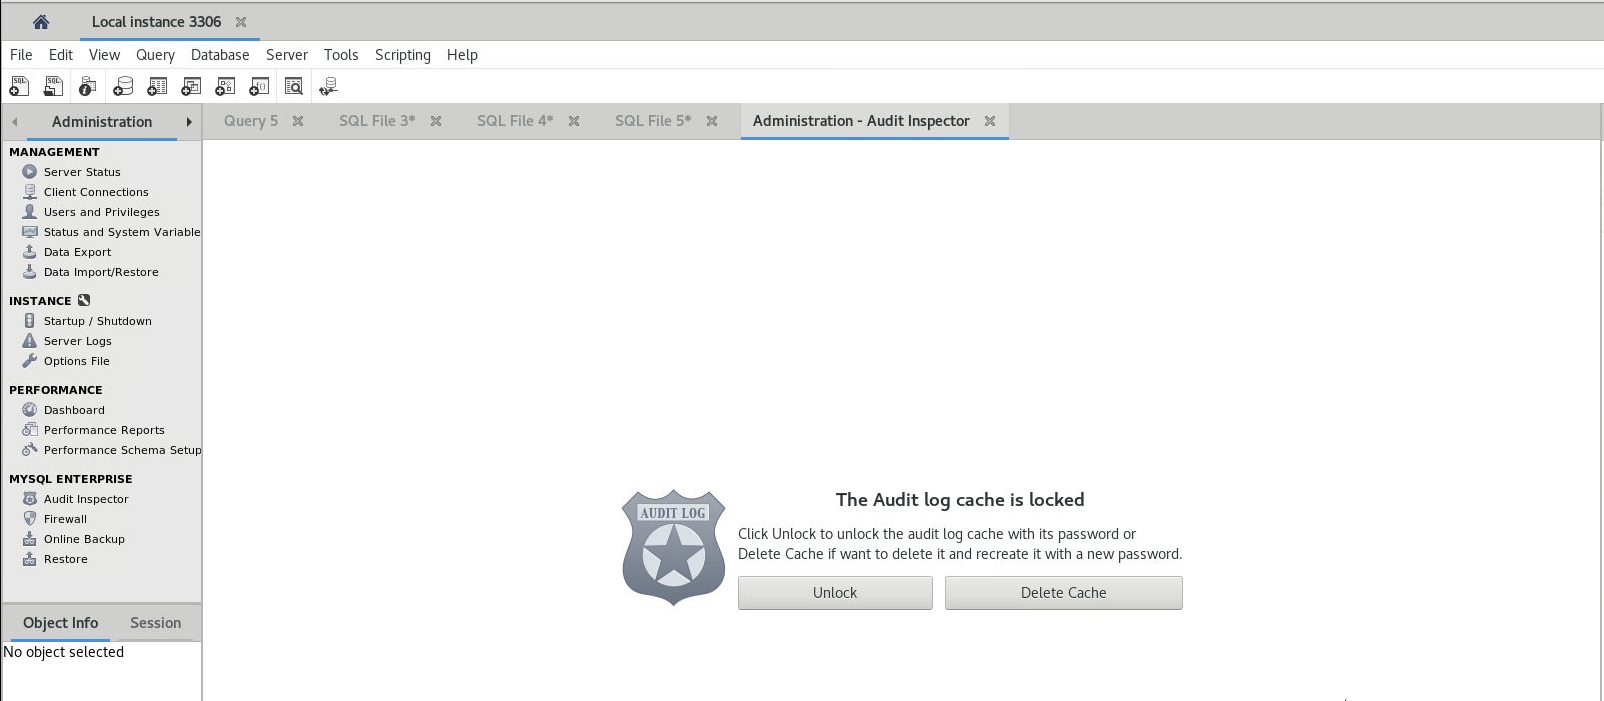 Local instance 3306
File Edit View Query Database Server Tools Scripting Help
Administration
Query 5 SQL File 3* SQL File 4* SQL File 5* Administration - Audit Inspector
MANAGEMENT
Server Status
Client Connections
Users and Privileges
Status and System Variable
Data Export
Data Import/Restore
INSTANCE
Startup / Shutdown
Server Logs
Options File
PERFORMANCE
Dashboard
Performance Reports
Performance Schema Setup
MYSQL ENTERPRISE
Audit Inspector
Firewall
Online Backup
Restore
Object Info Session
No object selected
AUDIT LOG
The Audit log cache is locked
Click Unlock to unlock the audit log cache with its password or
Delete Cache if want to delete it and recreate it with a new password.
Unlock Delete Cache